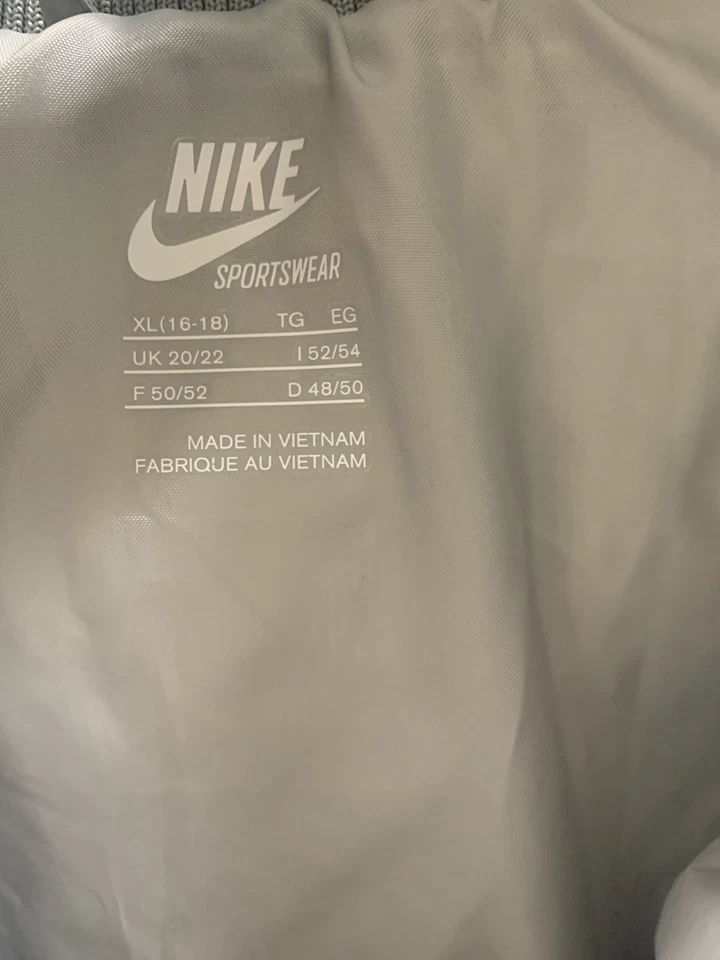 NIKE
SPORTSWEAR
XL(16-18) TG EG
UK 20/22 I 52/54
F 50/52 D 48/50
MADE IN VIETNAM
FABRIQUE AU VIETNAM